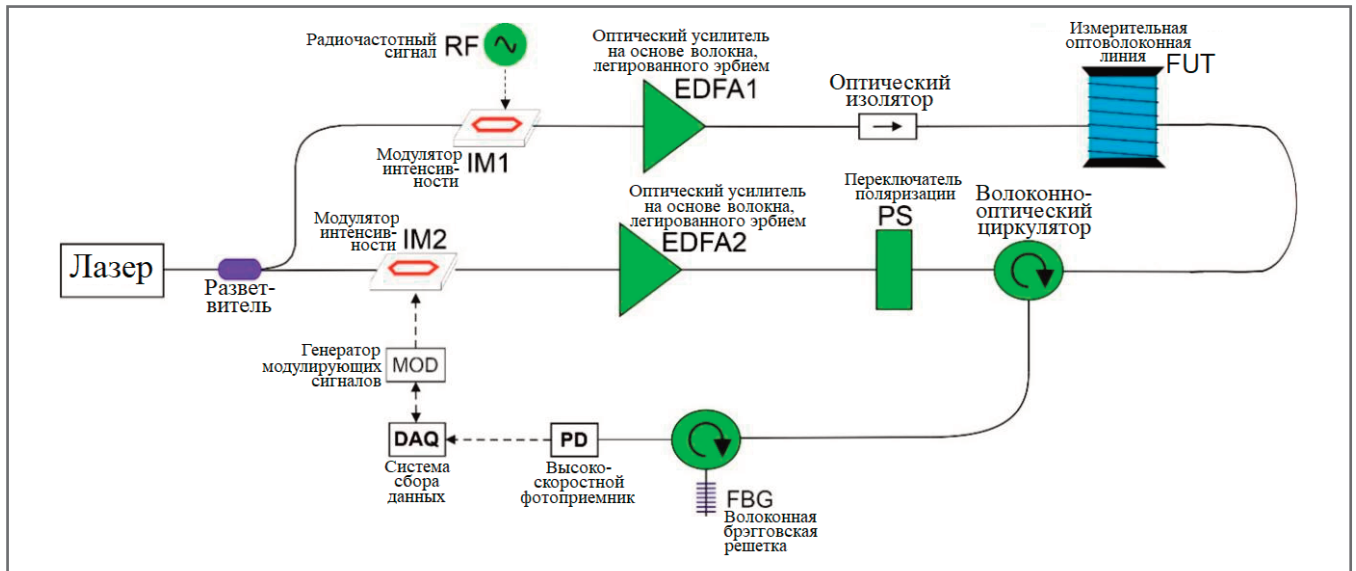 Радиочастотный
сигнал
RF
Оптический усилитель
на основе волокна,
легированного эрбием
EDFA1
Оптический
изолятор
Измерительная
оптоволоконная
линия
FUT
Модулятор
интенсив-
ности
IM1
Модулятор
интенсив-
ности
IM2
Оптический усилитель
на основе волокна,
легированного эрбием
EDFA2
Переключатель
поляризации
PS
Волоконно-
оптический
циркулятор
Лазер
Развет-
витель
Генератор
модулирующих
сигналов
MOD
DAQ
Система
сбора
данных
PD
Высоко-
скоростной
фотоприемник
FBG
Волоконная
брэгговская
решетка